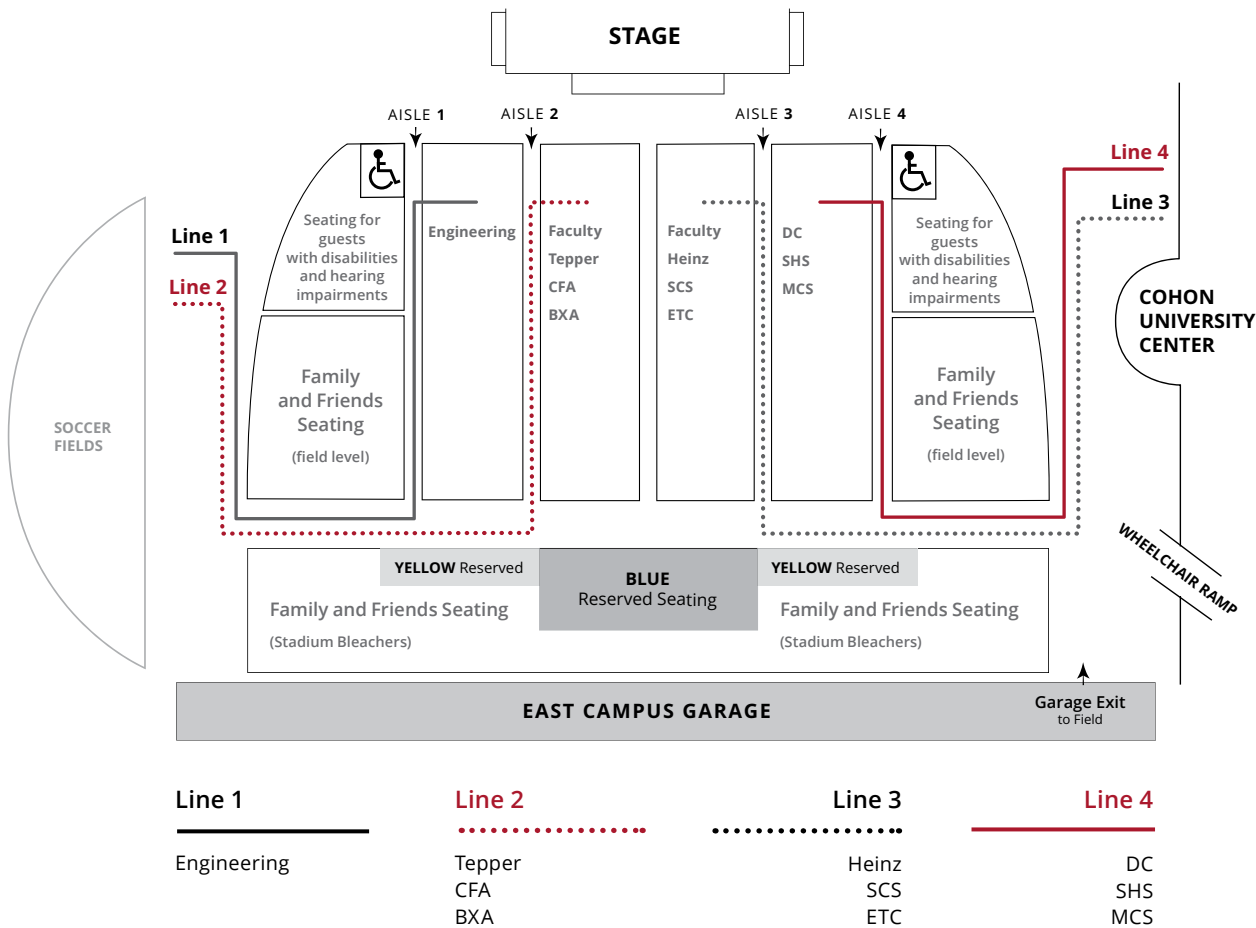 STAGE
AISLE 1
AISLE 2
AISLE 3
AISLE 4
Line 4
Line 3
Line 1
Line 2
Seating for
guests
with disabilities
and hearing
impairments
Engineering
Faculty
Tepper
CFA
BXA
Faculty
Heinz
SCS
ETC
DC
SHS
MCS
Seating for
guests
with disabilities
and hearing
impairments
COHON
UNIVERSITY
CENTER
SOCCER
FIELDS
Family
and Friends
Seating
(field level)
Family
and Friends
Seating
(field level)
WHEELCHAIR RAMP
YELLOW Reserved
BLUE
Reserved Seating
YELLOW Reserved
Family and Friends Seating
(Stadium Bleachers)
Family and Friends Seating
(Stadium Bleachers)
EAST CAMPUS GARAGE
Garage Exit
to Field
Line 1
Engineering
Line 2
Tepper
CFA
BXA
Line 3
Heinz
SCS
ETC
Line 4
DC
SHS
MCS